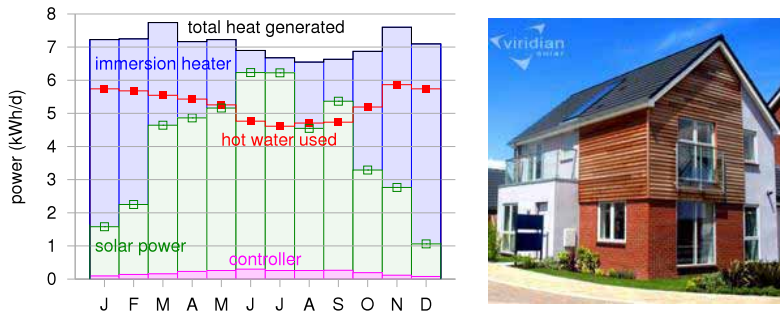 8
total heat generated
7
immersion heater
6
5
hot water used
4
3
2
solar power
1
controller
0
power (kWh/d)
J F M A M J J A S O N D
viridian
solar